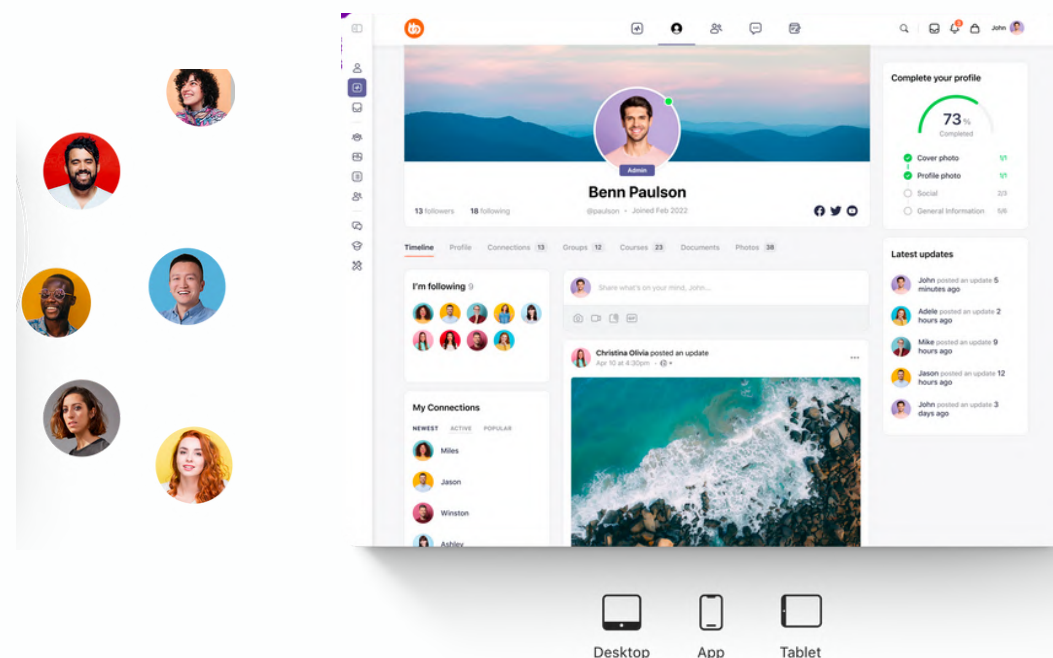 John
Complete your profile
73 %
Completed
Cover photo 1/1
Profile photo 1/1
Social 2/3
General Information 5/6
Admin
Benn Paulson
13 followers 18 following
@paulson • Joined Feb 2022
Timeline Profile Connections 13 Groups 12 Courses 23 Documents Photos 38
I'm following 9
Share what's on your mind, John...
GIF
Christina Olivia posted an update
Apr 10 at 4:30pm
My Connections
NEWEST ACTIVE POPULAR
Miles
Jason
Winston
Ashley
Latest updates
John posted an update 5
minutes ago
Adele posted an update 2
hours ago
Mike posted an update 9
hours ago
Jason posted an update 12
hours ago
John posted an update 3
days ago
Desktop App Tablet